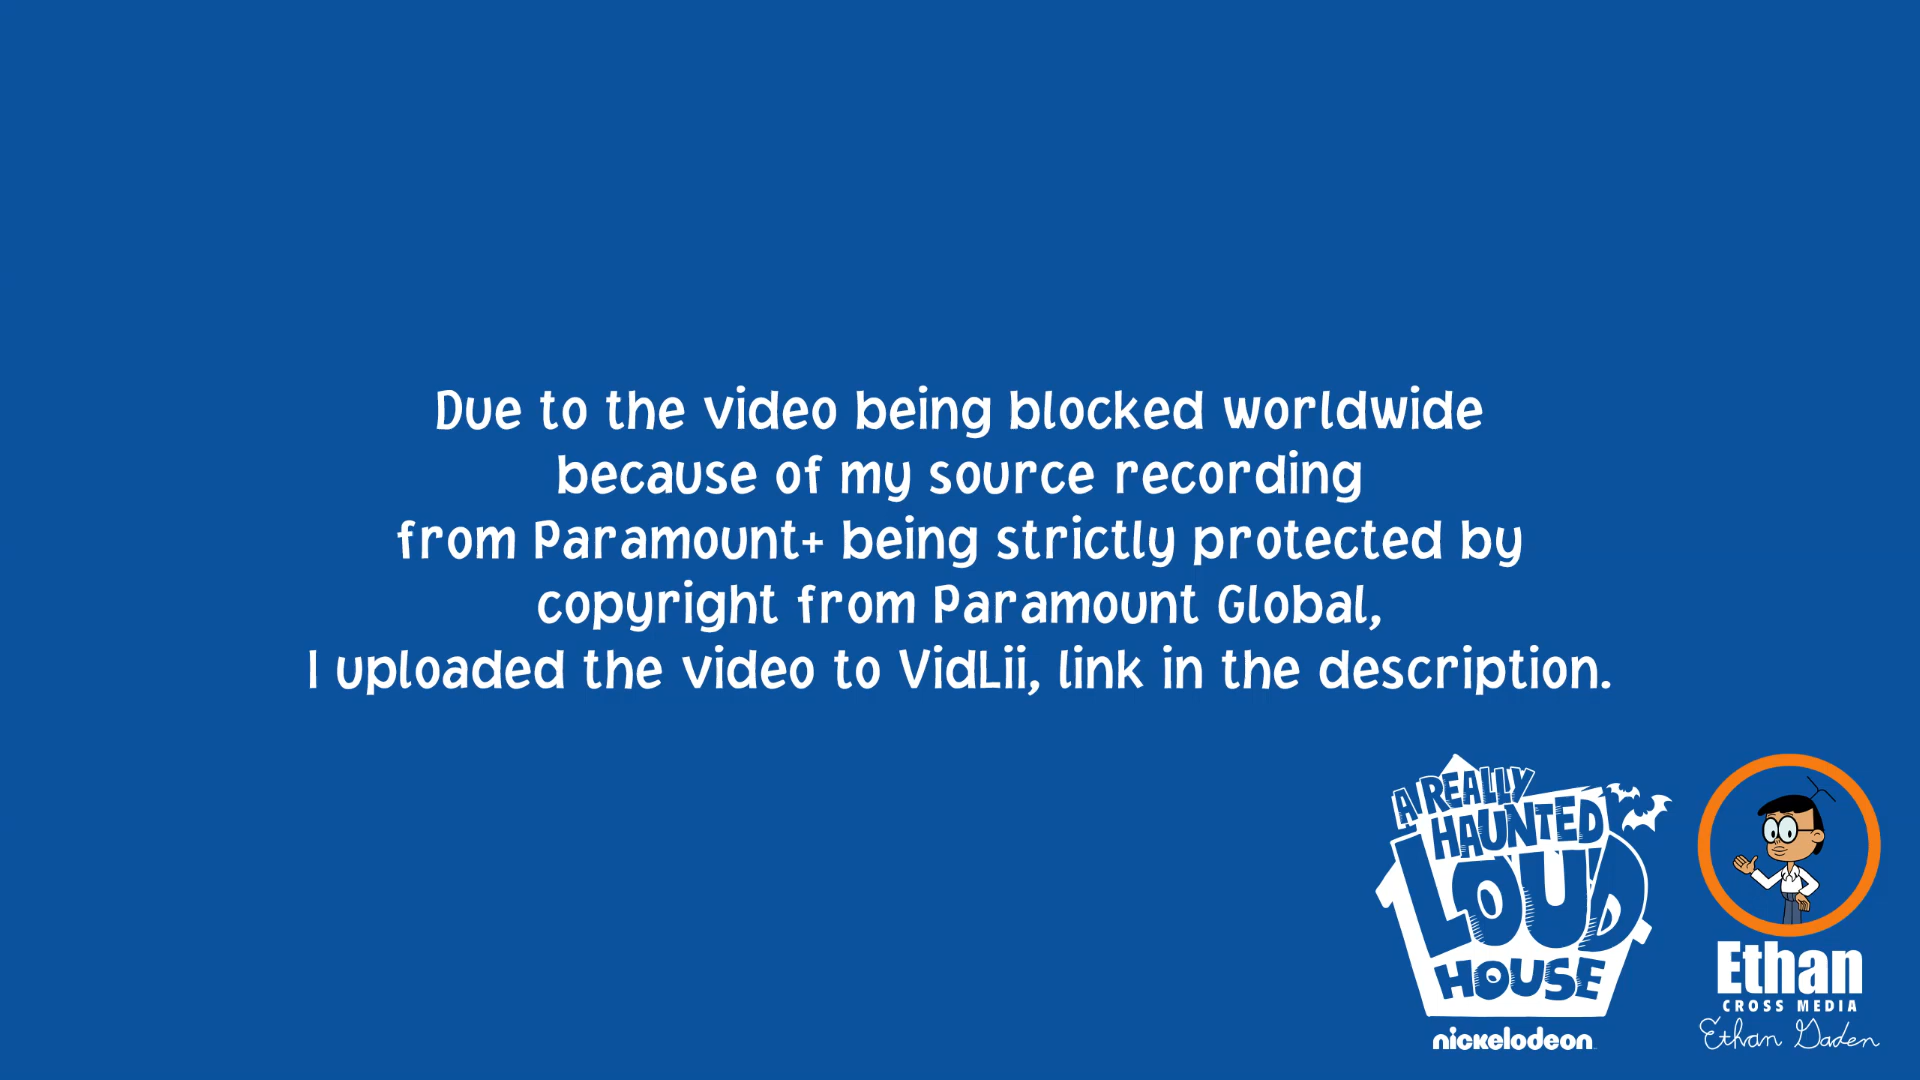 Due to the video being blocked worldwide
because of my source recording
from Paramount+ being strictly protected by
copyright from Paramount Global,
I uploaded the video to VidLii, link in the description.
A REALLY
HAUNTED
LOUD
HOUSE
nickelodeon
Ethan
CROSS MEDIA
Ethan Gaden